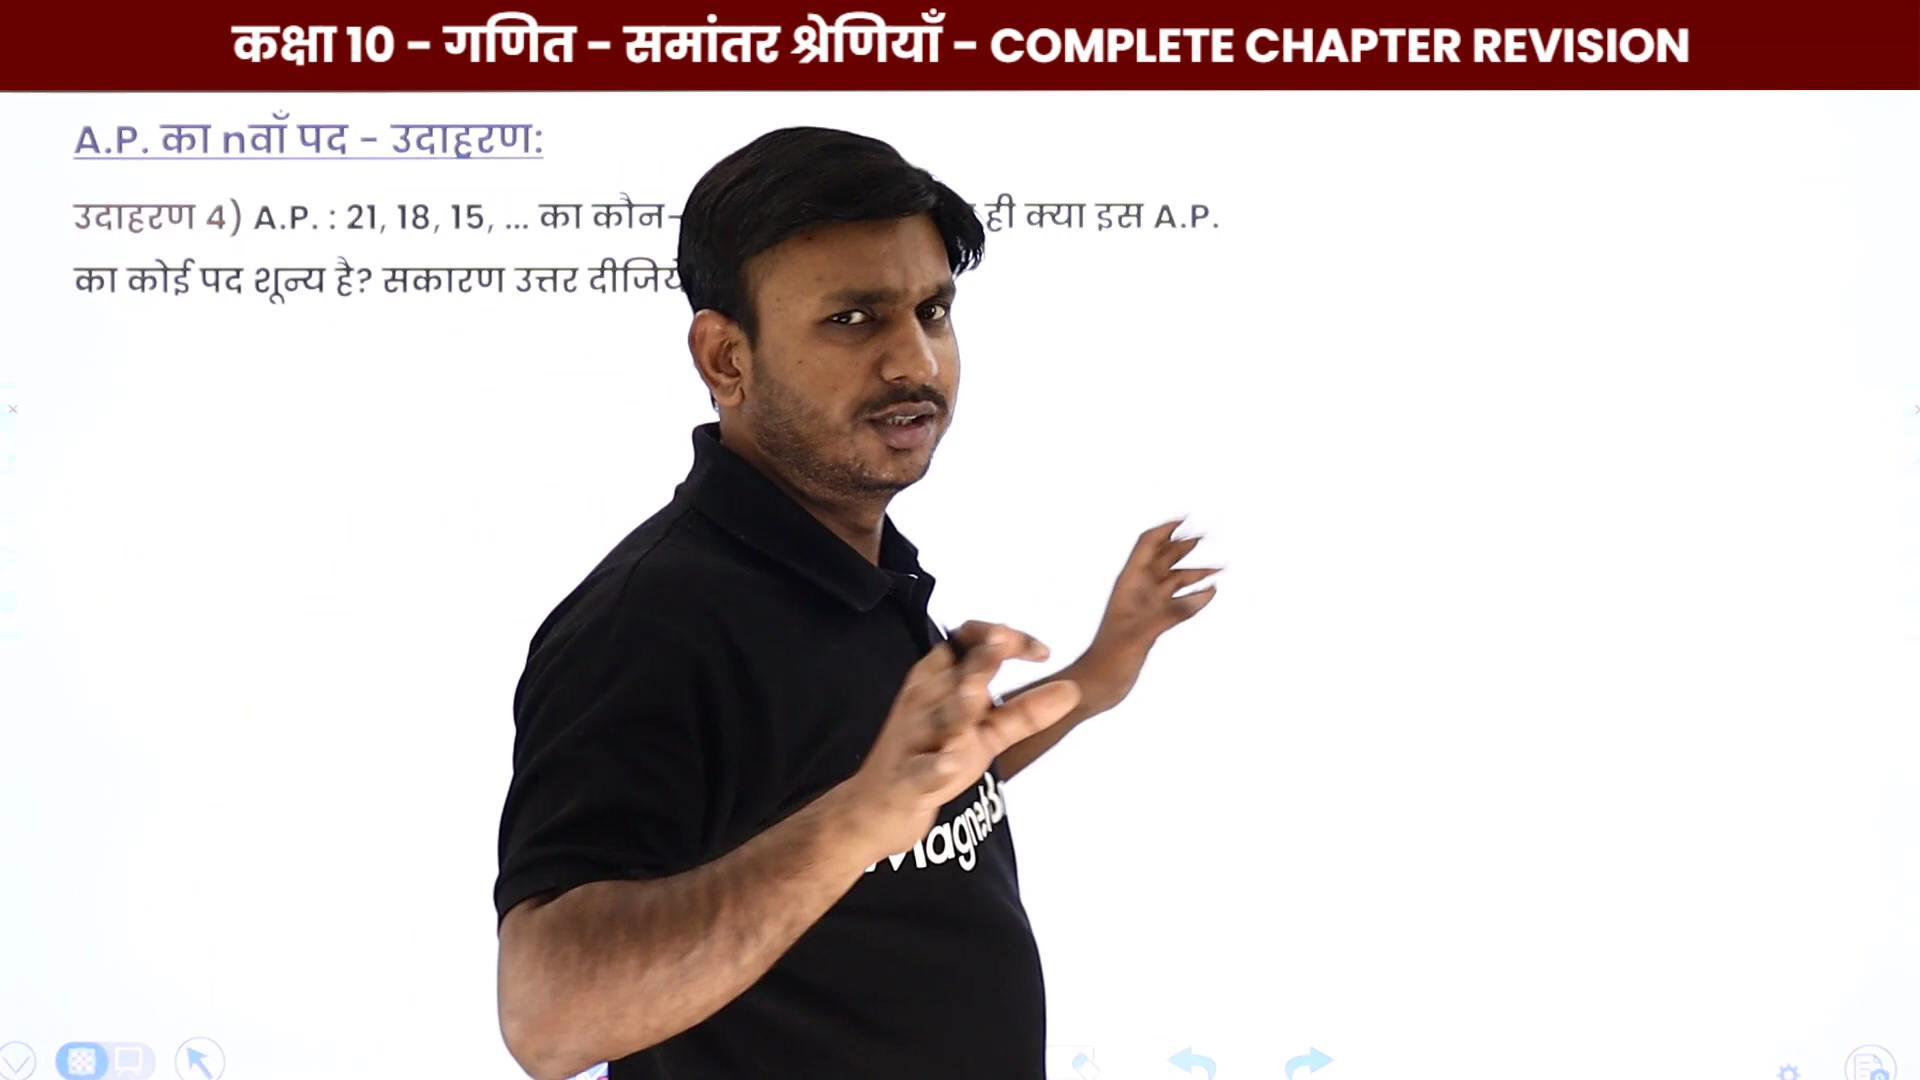 कक्षा 10 - गणित - समांतर श्रेणियाँ - COMPLETE CHAPTER REVISION
A.P. का nवाँ पद - उदाहरण:
उदाहरण 4) A.P. : 21, 18, 15, ... का कौन- ही क्या इस A.P.
का कोई पद शून्य है? सकारण उत्तर दीजिये